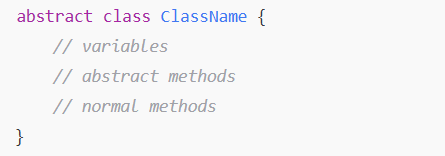 abstract class ClassName {
    // variables
    // abstract methods
    // normal methods
}